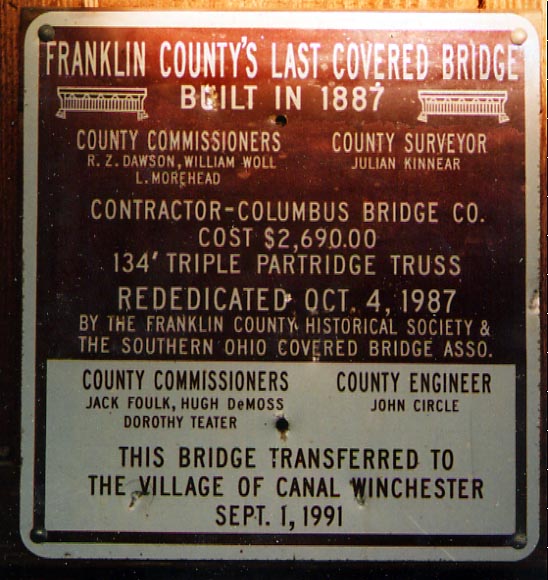 FRANKLIN COUNTY'S LAST COVERED BRIDGE
BUILT IN 1887
COUNTY COMMISSIONERS
R. Z. DAWSON, WILLIAM WOLL
L. MOREHEAD
COUNTY SURVEYOR
JULIAN KINNEAR
CONTRACTOR-COLUMBUS BRIDGE CO.
COST $2,690.00
134' TRIPLE PARTRIDGE TRUSS
REDEDICATED OCT. 4, 1987
BY THE FRANKLIN COUNTY HISTORICAL SOCIETY &
THE SOUTHERN OHIO COVERED BRIDGE ASSO.
COUNTY COMMISSIONERS
JACK FOULK, HUGH DeMOSS
DOROTHY TEATER
COUNTY ENGINEER
JOHN CIRCLE
THIS BRIDGE TRANSFERRED TO
THE VILLAGE OF CANAL WINCHESTER
SEPT. 1, 1991